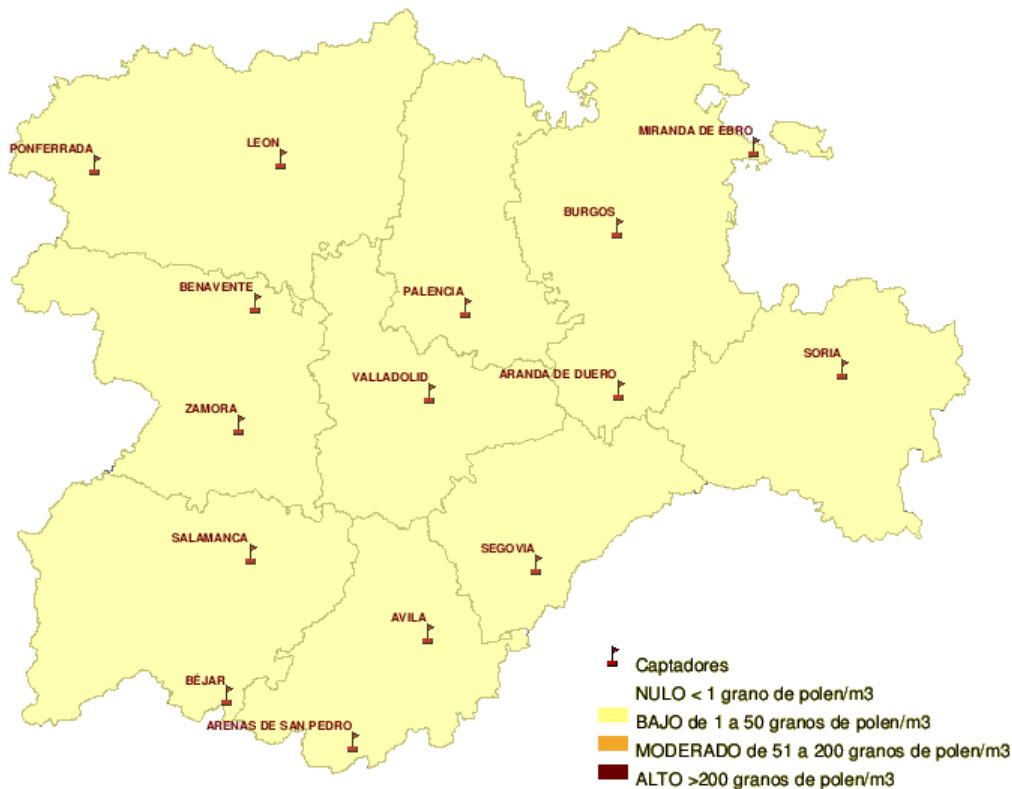 MIRANDA DE EBRO
PONFERRADA
LEON
BURGOS
BENAVENTE
PALENCIA
SORIA
VALLADOLID
ARANDA DE DUERO
ZAMORA
SALAMANCA
SEGOVIA
AVILA
BÉJAR
ARENAS DE SAN PEDRO
Captadores
NULO < 1 grano de polen/m3
BAJO de 1 a 50 granos de polen/m3
MODERADO de 51 a 200 granos de polen/m3
ALTO >200 granos de polen/m3